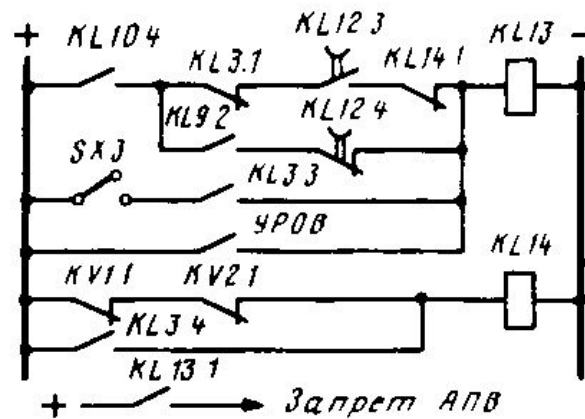 + KL10.4 KL3.1 KL12.3 KL14.1 KL13 −
KL9.2 KL12.4
SX3 KL3.3
УРОВ KL14
KV1.1 KV2.1
KL3.4
KL13.1
+ Запрет АПВ